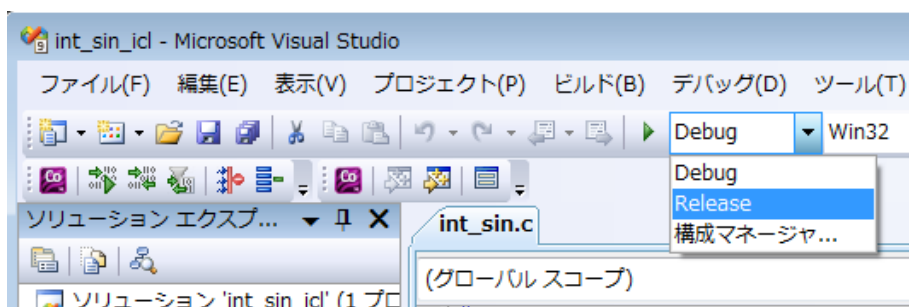 int_sin_icl - Microsoft Visual Studio
ファイル(F) 編集(E) 表示(V) プロジェクト(P) ビルド(B) デバッグ(D) ツール(T)
Debug Win32
Debug
Release
構成マネージャ...
ソリューション エクスプ...
int_sin.c
(グローバル スコープ)
ソリューション 'int_sin_icl' (1 プロ